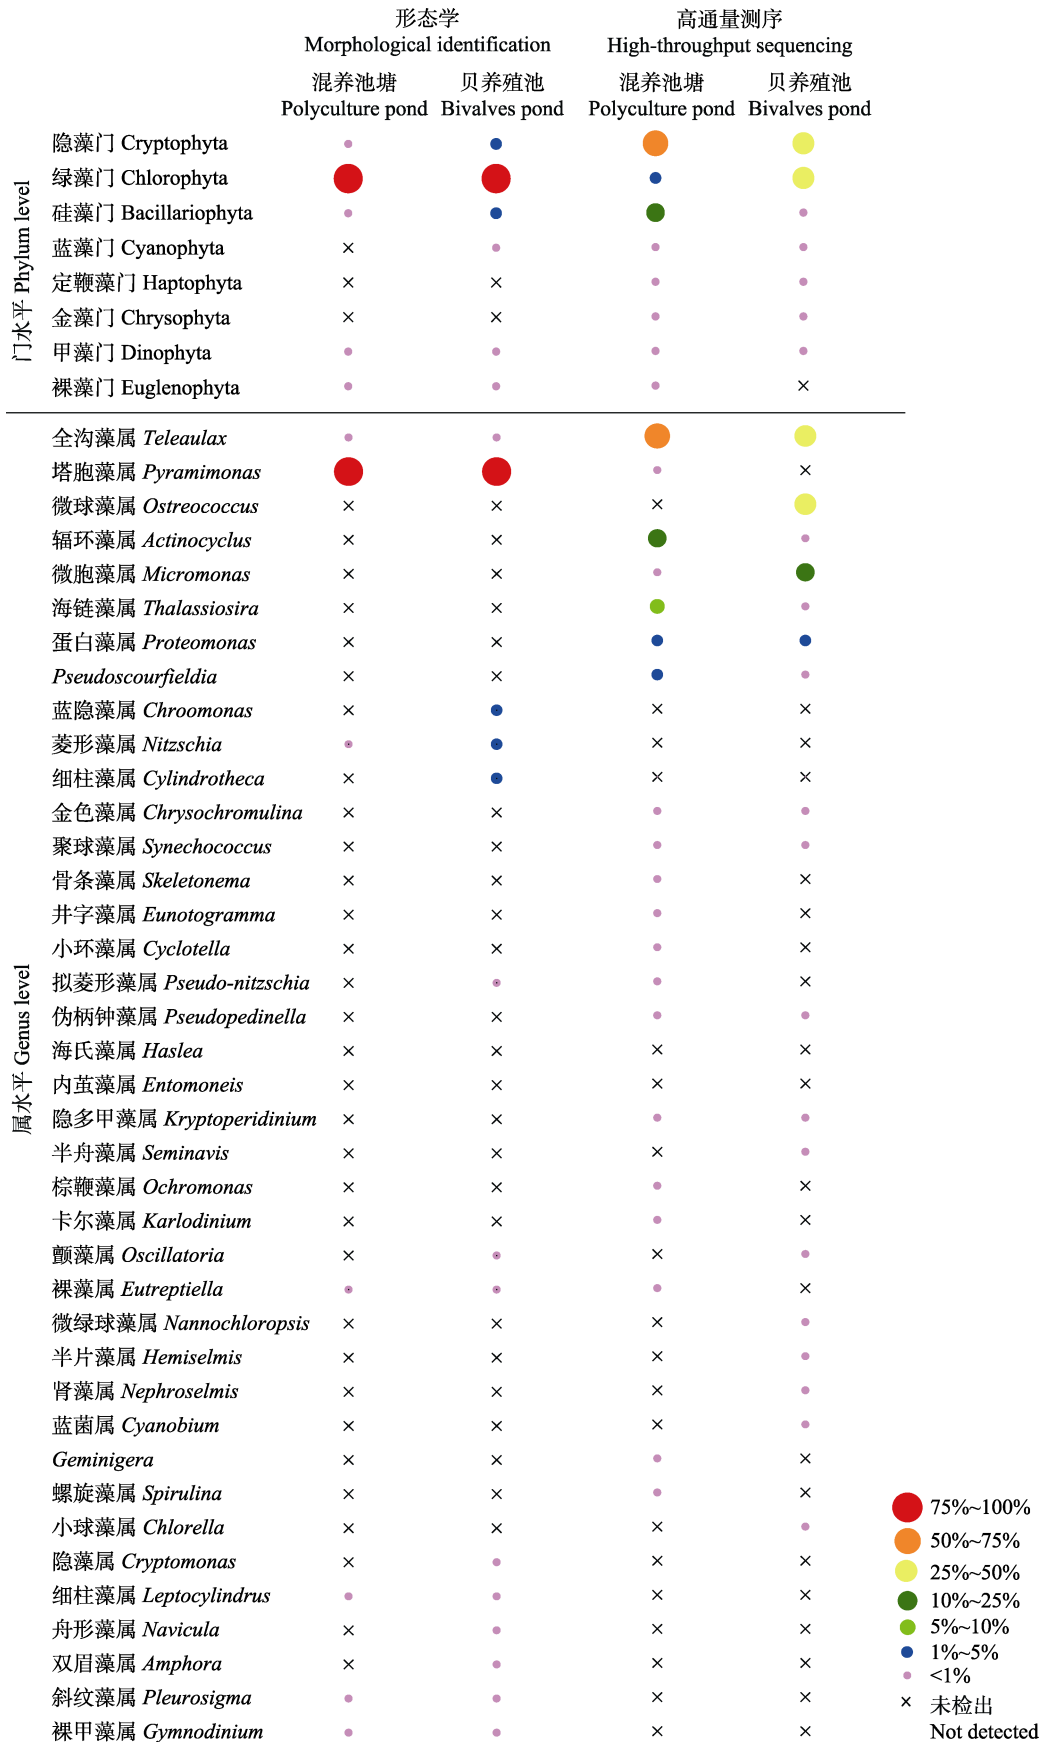 形态学
Morphological identification
高通量测序
High-throughput sequencing
混养池塘
Polyculture pond
贝养殖池
Bivalves pond
混养池塘
Polyculture pond
贝养殖池
Bivalves pond
门水平 Phylum level
隐藻门 Cryptophyta
绿藻门 Chlorophyta
硅藻门 Bacillariophyta
蓝藻门 Cyanophyta
定鞭藻门 Haptophyta
金藻门 Chrysophyta
甲藻门 Dinophyta
裸藻门 Euglenophyta
属水平 Genus level
全沟藻属 Teleaulax
塔胞藻属 Pyramimonas
微球藻属 Ostreococcus
辐环藻属 Actinocyclus
微胞藻属 Micromonas
海链藻属 Thalassiosira
蛋白藻属 Proteomonas
Pseudoscourfieldia
蓝隐藻属 Chroomonas
菱形藻属 Nitzschia
细柱藻属 Cylindrotheca
金色藻属 Chrysochromulina
聚球藻属 Synechococcus
骨条藻属 Skeletonema
井字藻属 Eunotogramma
小环藻属 Cyclotella
拟菱形藻属 Pseudo-nitzschia
伪柄钟藻属 Pseudopedinella
海氏藻属 Haslea
内茧藻属 Entomoneis
隐多甲藻属 Kryptoperidinium
半舟藻属 Seminavis
棕鞭藻属 Ochromonas
卡尔藻属 Karlodinium
颤藻属 Oscillatoria
裸藻属 Eutreptiella
微绿球藻属 Nannochloropsis
半片藻属 Hemiselmis
肾藻属 Nephroselmis
蓝菌属 Cyanobium
Geminigera
螺旋藻属 Spirulina
小球藻属 Chlorella
隐藻属 Cryptomonas
细柱藻属 Leptocylindrus
舟形藻属 Navicula
双眉藻属 Amphora
斜纹藻属 Pleurosigma
裸甲藻属 Gymnodinium
75%~100%
50%~75%
25%~50%
10%~25%
5%~10%
1%~5%
<1%
× 未检出
Not detected